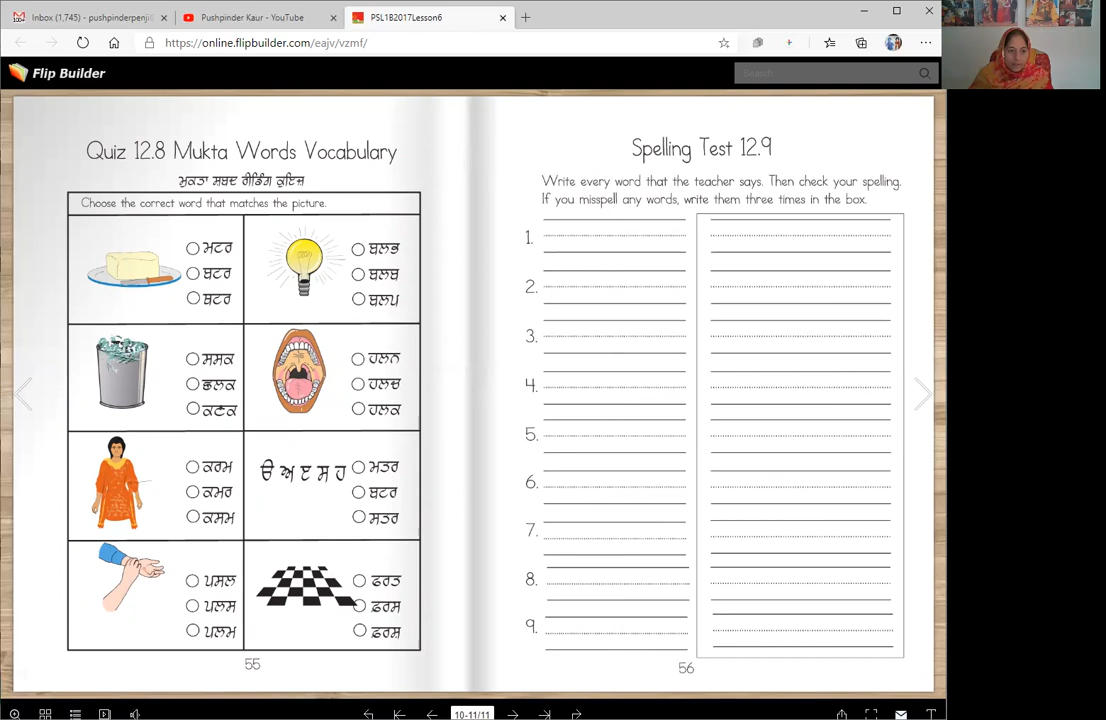 Inbox (1,745) - pushpinderpenji@
Pushpinder Kaur - YouTube
PSL1B2017Lesson6
https://online.flipbuilder.com/eajv/vzmf/
Flip Builder
Search
Quiz 12.8 Mukta Words Vocabulary
ਮੁਕਤਾ ਸ਼ਬਦ ਰੀਡਿੰਗ ਕੁਇਜ਼
Choose the correct word that matches the picture.
ਮਟਰ
ਬਟਰ
ਬ਼ਟਰ
ਬਲਭ
ਬਲਬ
ਬਲਪ
ਸਸਕ
ਛਲਕ
ਕਣਕ
ਹਲਨ
ਹਲਚ
ਹਲਕ
ਕਰਮ
ਕਮਰ
ਕਸਮ
ੳ ਅ ੲ ਸ ਹ
ਮਤਰ
ਬਟਰ
ਸਤਰ
ਪਸਲ
ਪਲਸ
ਪਲਮ
ਫਰਤ
ਫ਼ਰਸ
ਫ਼ਰਸ਼
55
Spelling Test 12.9
Write every word that the teacher says. Then check your spelling.
If you misspell any words, write them three times in the box.
1.
2.
3.
4.
5.
6.
7.
8.
9.
56
10-11/11